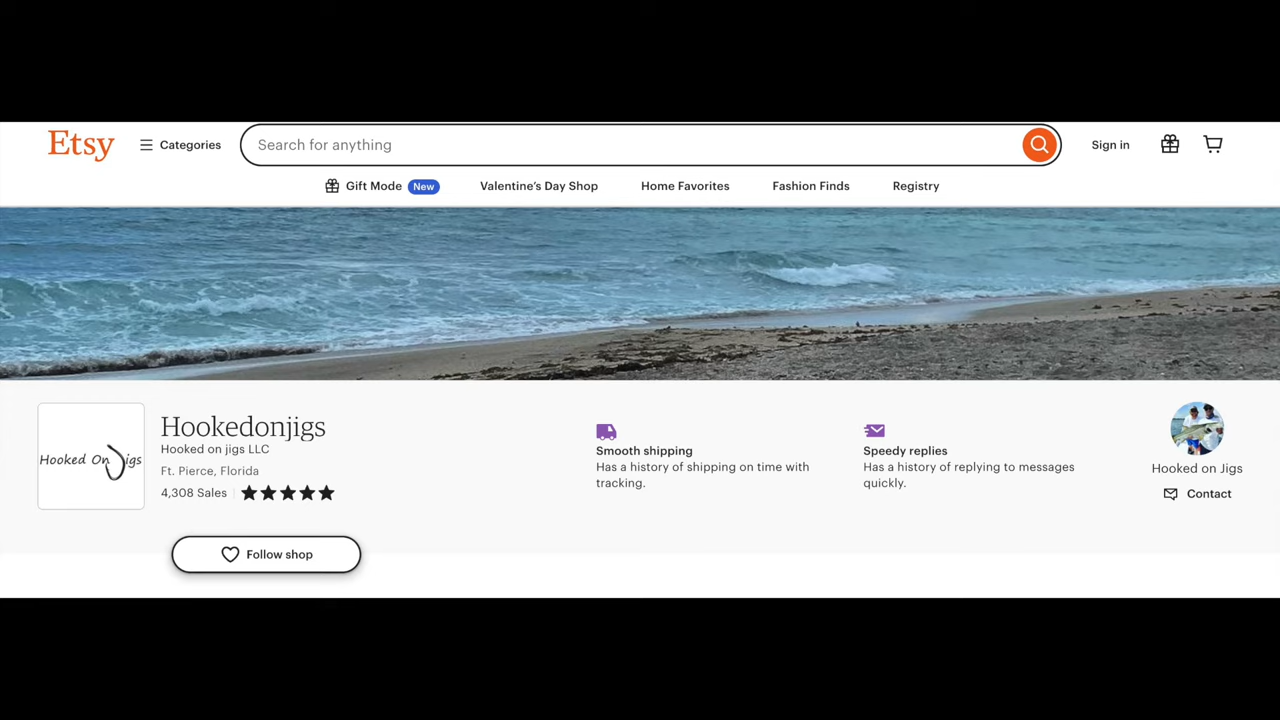 Etsy
Categories
Search for anything
Sign in
Gift Mode New
Valentine's Day Shop
Home Favorites
Fashion Finds
Registry
Hooked On Jigs
Hookedonjigs
Hooked on jigs LLC
Ft. Pierce, Florida
4,308 Sales
Follow shop
Smooth shipping
Has a history of shipping on time with
tracking.
Speedy replies
Has a history of replying to messages
quickly.
Hooked on Jigs
Contact